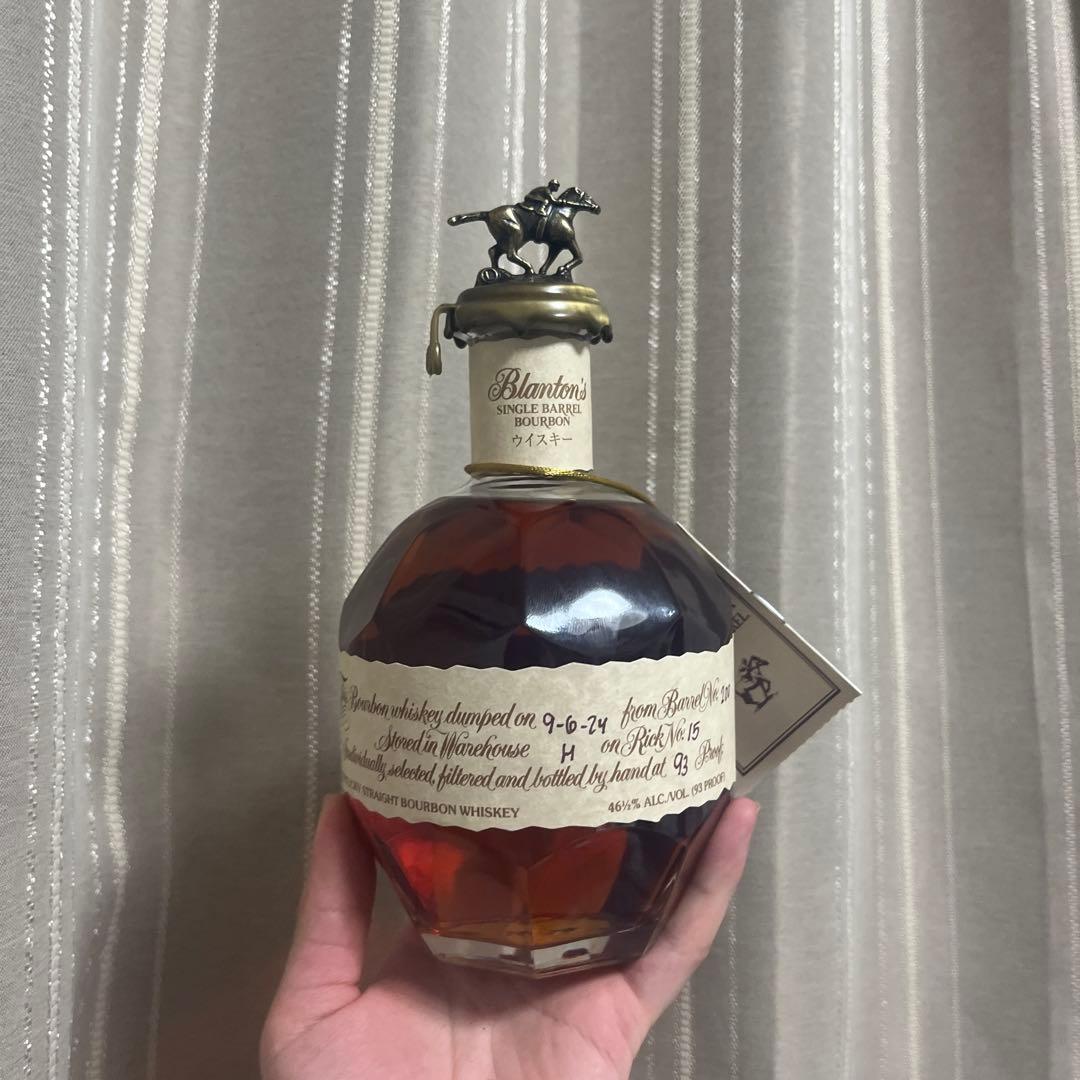 Blanton's
SINGLE BARREL
BOURBON
ウイスキー
Bourbon whiskey dumped on 9-6-24 from Barrel No.
Stored in Warehouse H on Rick No. 15
Individually selected, filtered and bottled by hand at 93 Proof.
STRAIGHT BOURBON WHISKEY 46½% ALC./VOL. (93 PROOF)